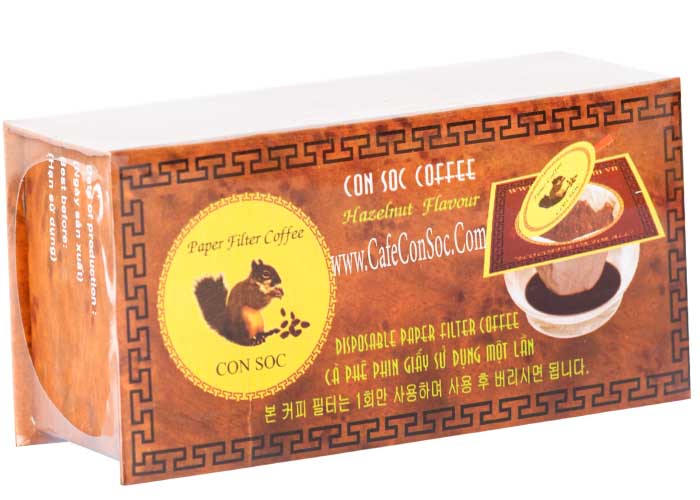 Date of production :
(Ngày sản xuất)
Best before:
(Hạn sử dụng)
CON SOC COFFEE
Hazelnut Flavour
www.CafeConSoc.Com
Paper Filter Coffee
CON SOC
DISPOSABLE PAPER FILTER COFFEE
CÀ PHÊ PHIN GIẤY SỬ DỤNG MỘT LẦN
본 커피 필터는 1회만 사용하며 사용 후 버리시면 됩니다.